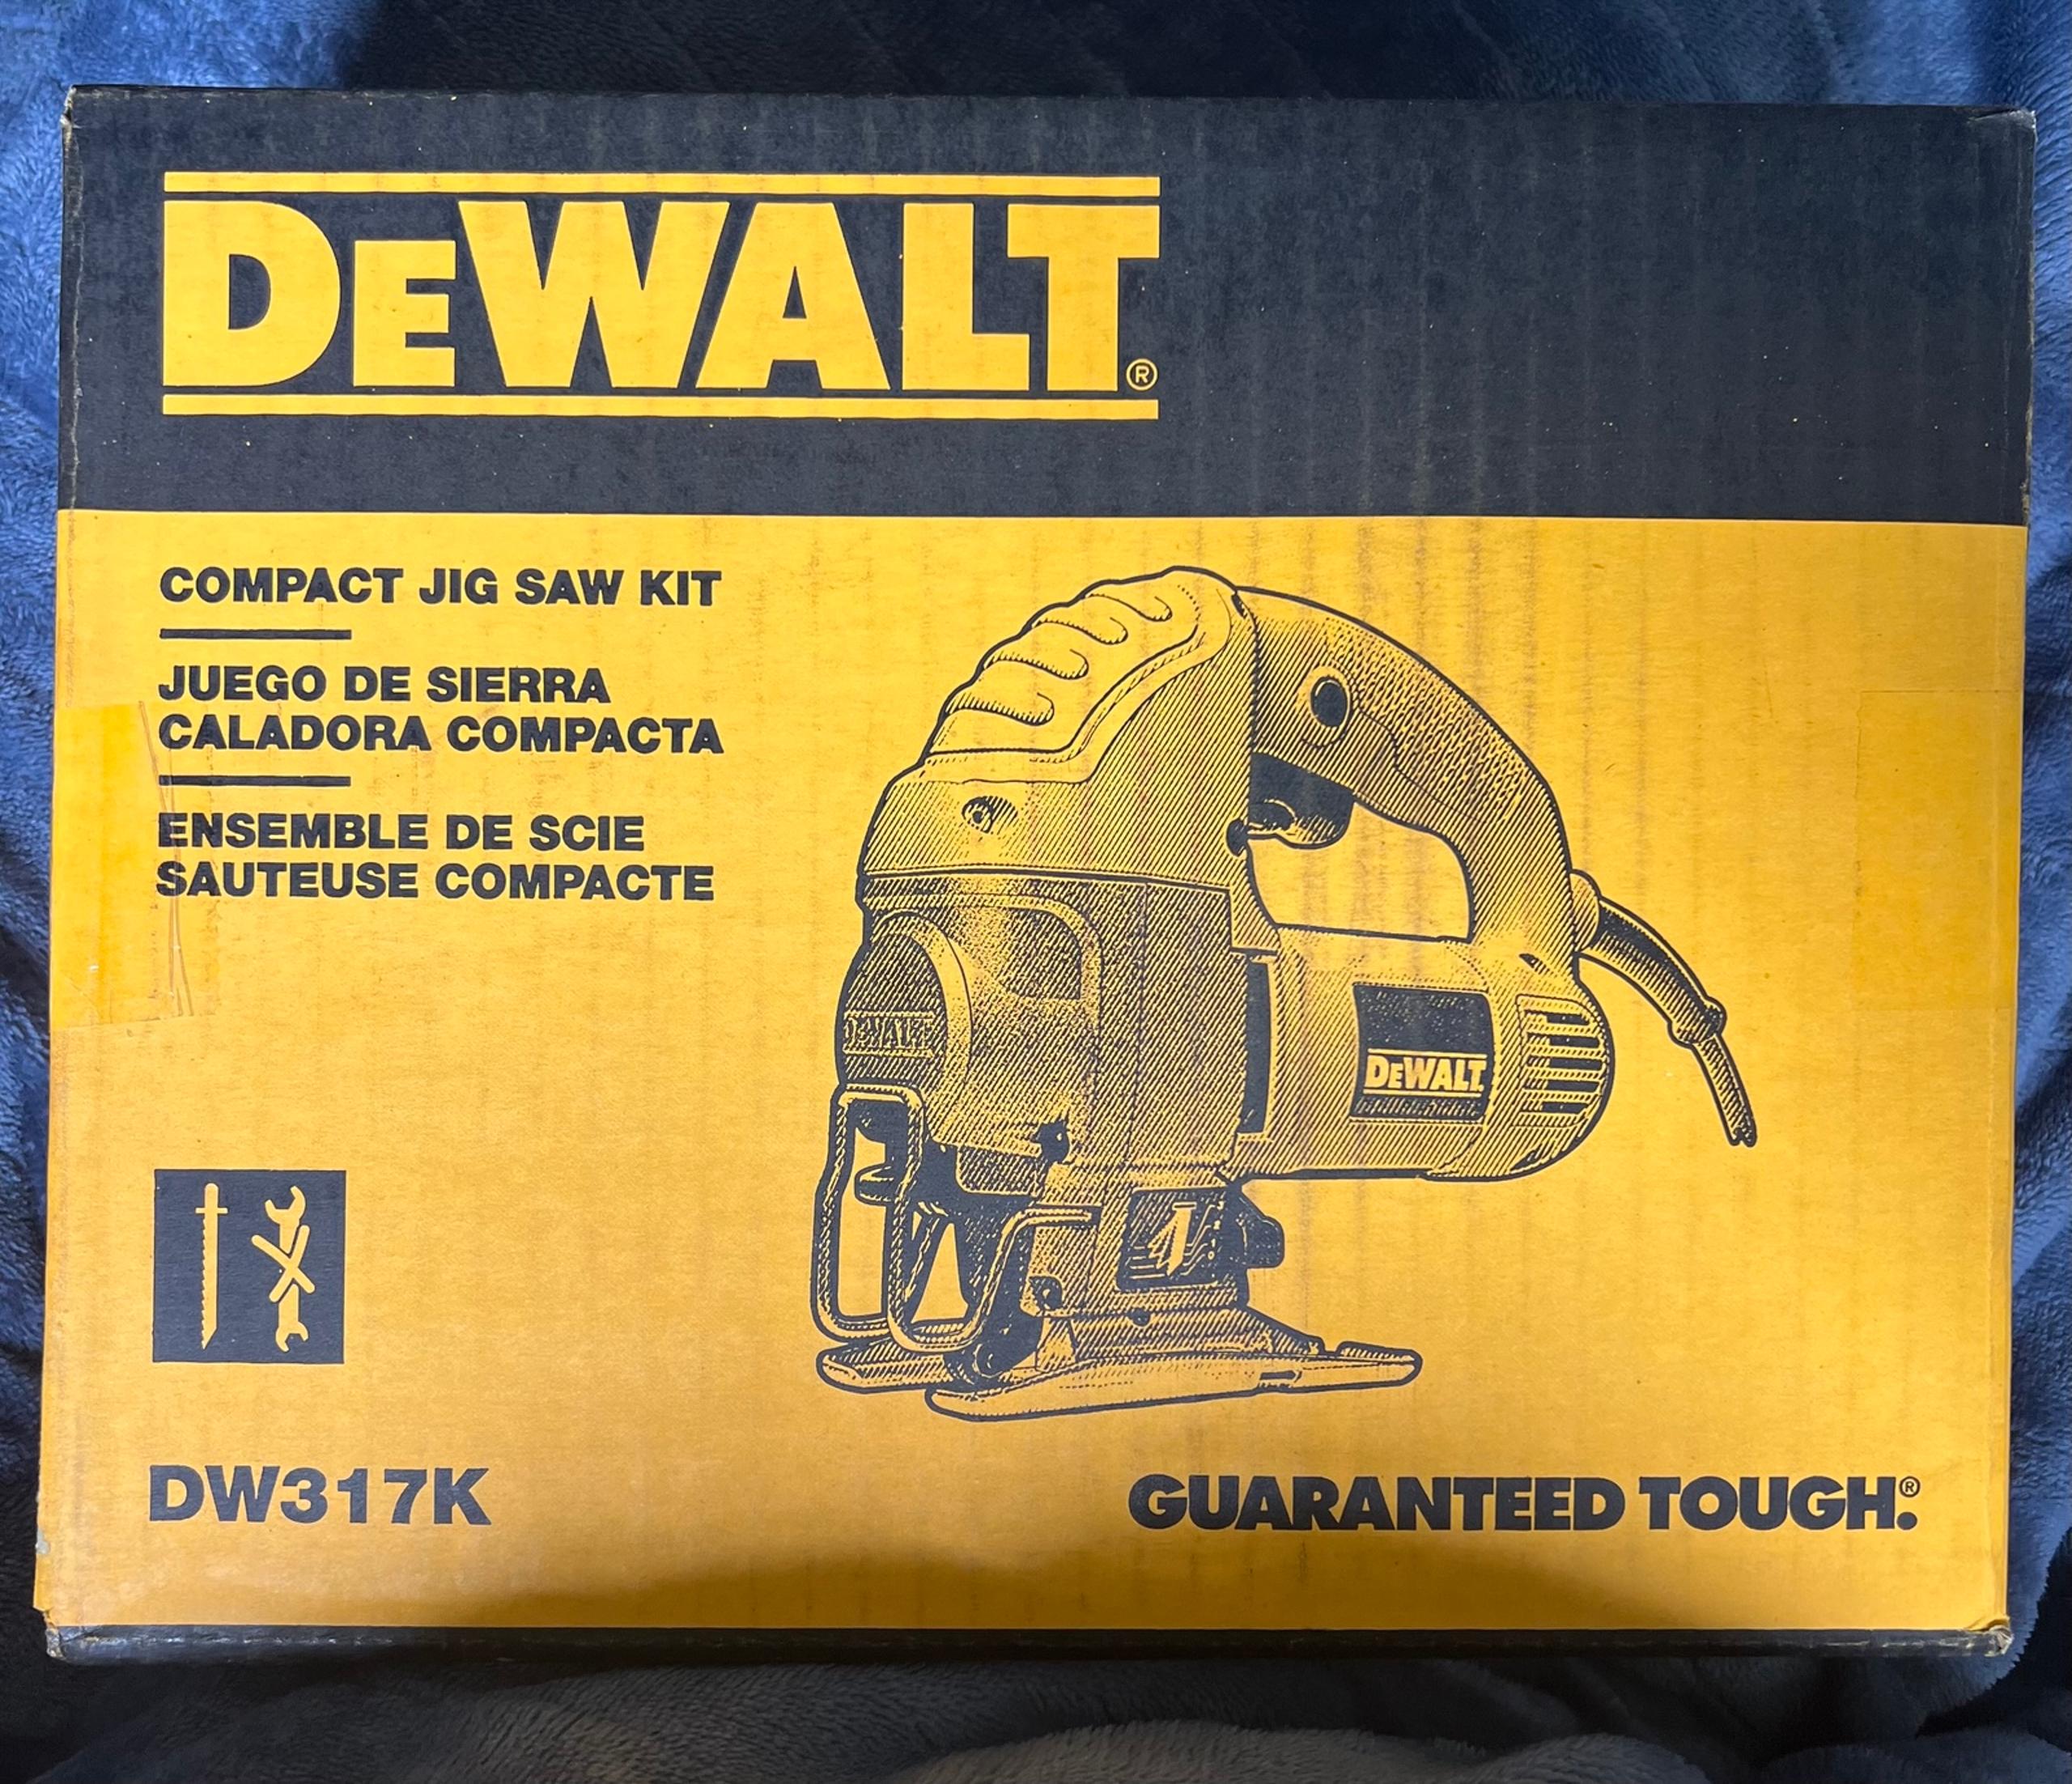 DEWALT®
COMPACT JIG SAW KIT
JUEGO DE SIERRA
CALADORA COMPACTA
ENSEMBLE DE SCIE
SAUTEUSE COMPACTE
DEWALT
DEWALT
DW317K
GUARANTEED TOUGH.®